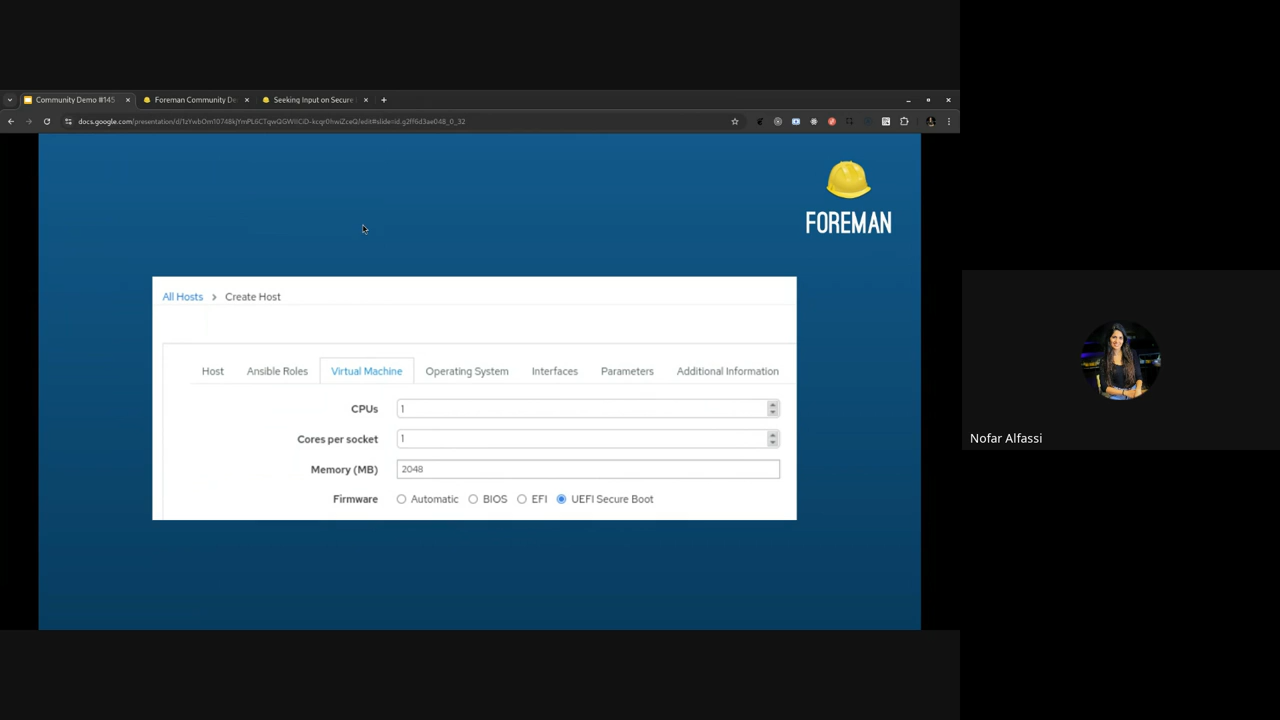 Community Demo #145
Foreman Community De
Seeking Input on Secure
FOREMAN
All Hosts > Create Host
Host Ansible Roles Virtual Machine Operating System Interfaces Parameters Additional Information
CPUs 1
Cores per socket 1
Memory (MB) 2048
Firmware Automatic BIOS EFI UEFI Secure Boot
Nofar Alfassi